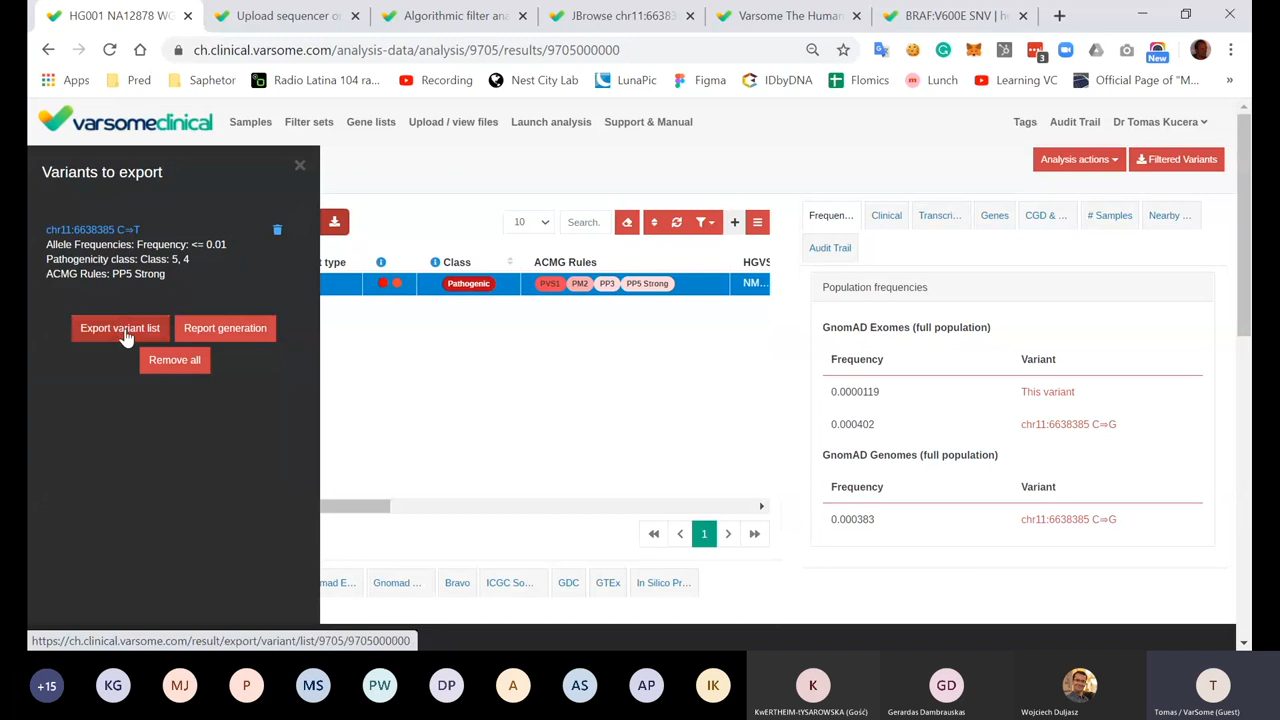 HG001 NA12878 WG
Upload sequencer o
Algorithmic filter ana
JBrowse chr11:66383
Varsome The Human
BRAF:V600E SNV | he
ch.clinical.varsome.com/analysis-data/analysis/9705/results/9705000000
3
New
Apps
Pred
Saphetor
Radio Latina 104 ra...
Recording
Nest City Lab
LunaPic
Figma
IDbyDNA
Flomics
Lunch
Learning VC
Official Page of "M...
»
varsomeclinical
Samples
Filter sets
Gene lists
Upload / view files
Launch analysis
Support & Manual
Tags
Audit Trail
Dr Tomas Kucera
Variants to export
Analysis actions
Filtered Variants
chr11:6638385 C⇒T
Allele Frequencies: Frequency: <= 0.01
Pathogenicity class: Class: 5, 4
ACMG Rules: PP5 Strong
Export variant list
Report generation
Remove all
10
Search.
t type
Class
ACMG Rules
HGVS
Pathogenic
PVS1
PM2
PP3
PP5 Strong
NM...
1
mad E...
Gnomad ...
Bravo
ICGC So...
GDC
GTEx
In Silico Pr...
Frequen...
Clinical
Transcri...
Genes
CGD & ...
# Samples
Nearby ...
Audit Trail
Population frequencies
GnomAD Exomes (full population)
Frequency
Variant
0.0000119
This variant
0.000402
chr11:6638385 C⇒G
GnomAD Genomes (full population)
Frequency
Variant
0.000383
chr11:6638385 C⇒G
https://ch.clinical.varsome.com/result/export/variant/list/9705/9705000000
+15
KG
MJ
P
MS
PW
DP
A
AS
AP
IK
K
KwERTHEIM-tYSAROWSKA (Gość)
GD
Gerardas Dambrauskas
Wojciech Duljasz
T
Tomas / VarSome (Guest)